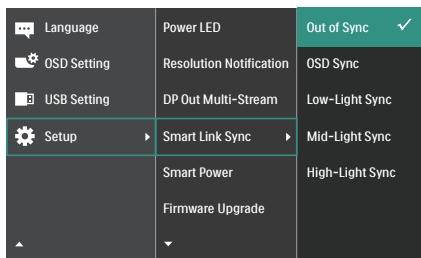 Language
OSD Setting
USB Setting
Setup
Power LED
Resolution Notification
DP Out Multi-Stream
Smart Link Sync
Smart Power
Firmware Upgrade
Out of Sync
OSD Sync
Low-Light Sync
Mid-Light Sync
High-Light Sync